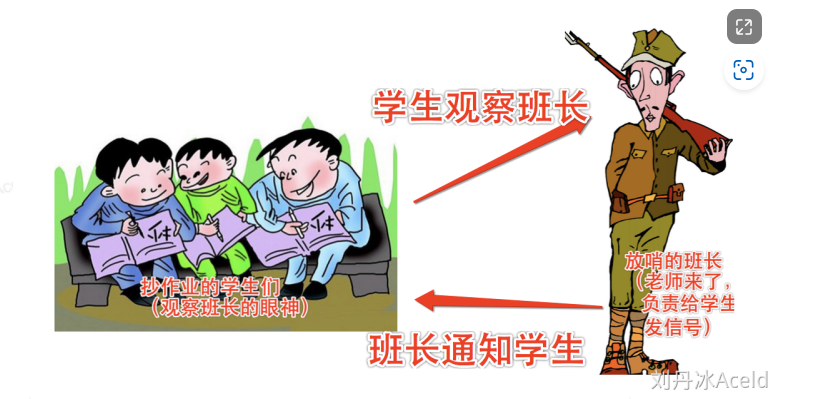 学生观察班长
抄作业的学生们
（观察班长的眼神）
放哨的班长
（老师来了，
负责给学生
发信号）
班长通知学生
刘丹冰Aceld